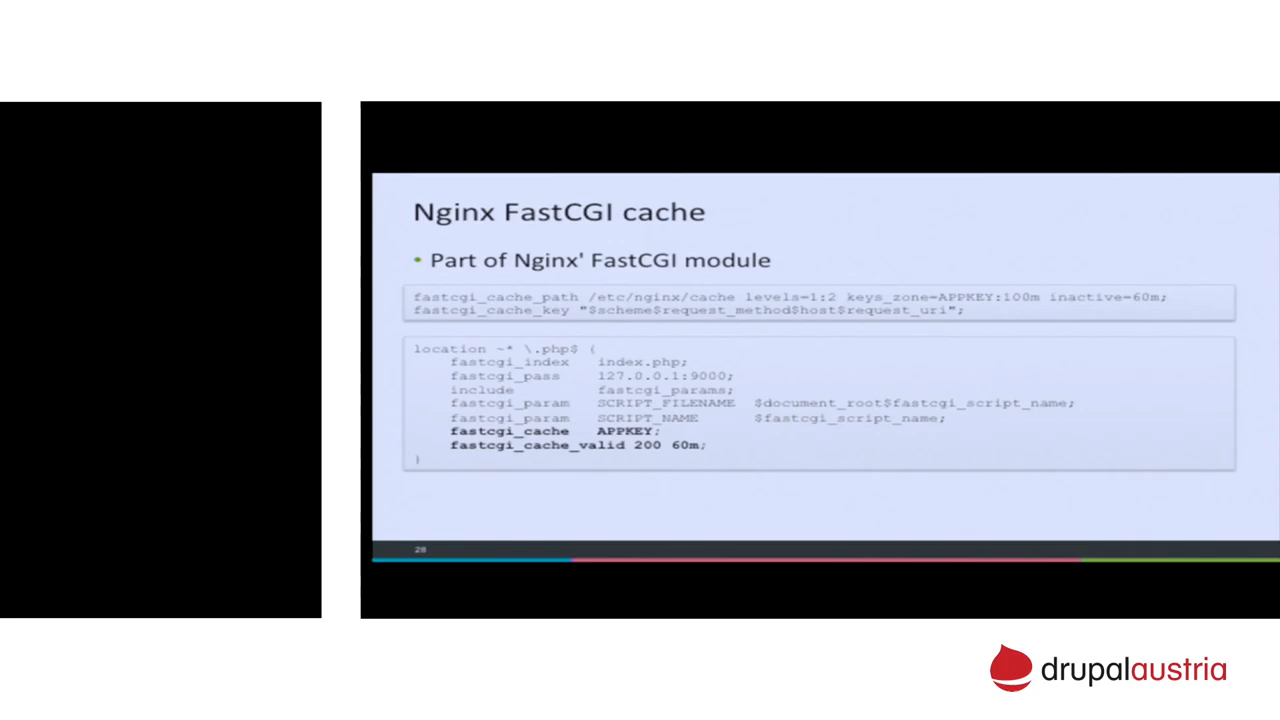 Nginx FastCGI cache
• Part of Nginx' FastCGI module
fastcgi_cache_path /etc/nginx/cache levels=1:2 keys_zone=APPKEY:100m inactive=60m;
fastcgi_cache_key "$scheme$request_method$host$request_uri";
location ~* \.php$ {
fastcgi_index index.php;
fastcgi_pass 127.0.0.1:9000;
include fastcgi_params;
fastcgi_param SCRIPT_FILENAME $document_root$fastcgi_script_name;
fastcgi_param SCRIPT_NAME $fastcgi_script_name;
fastcgi_cache APPKEY;
fastcgi_cache_valid 200 60m;
}
28
drupalaustria